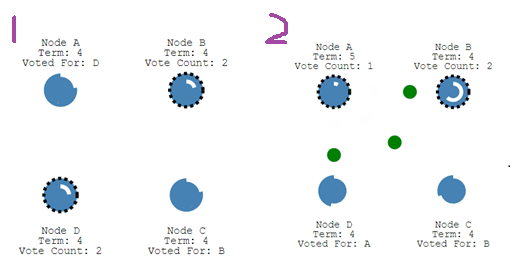 1
Node A
Term: 4
Voted For: D
Node B
Term: 4
Vote Count: 2
Node D
Term: 4
Vote Count: 2
Node C
Term: 4
Voted For: B
2
Node A
Term: 5
Vote Count: 1
Node B
Term: 4
Vote Count: 2
Node D
Term: 4
Voted For: A
Node C
Term: 4
Voted For: B